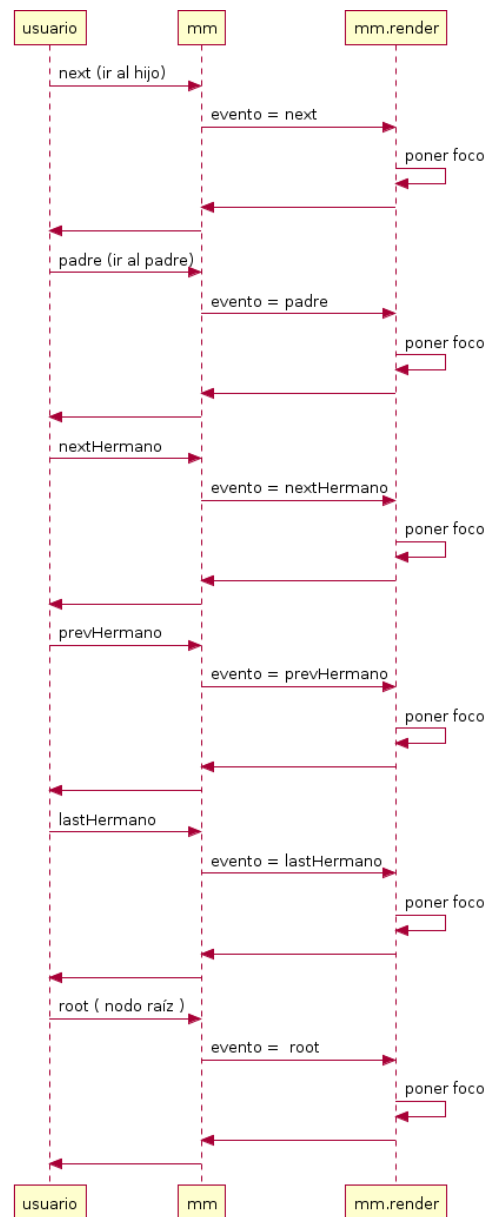 usuario
mm
mm.render
next (ir al hijo)
evento = next
poner foco
padre (ir al padre)
evento = padre
poner foco
nextHermano
evento = nextHermano
poner foco
prevHermano
evento = prevHermano
poner foco
lastHermano
evento = lastHermano
poner foco
root ( nodo raíz )
evento =  root
poner foco
usuario
mm
mm.render